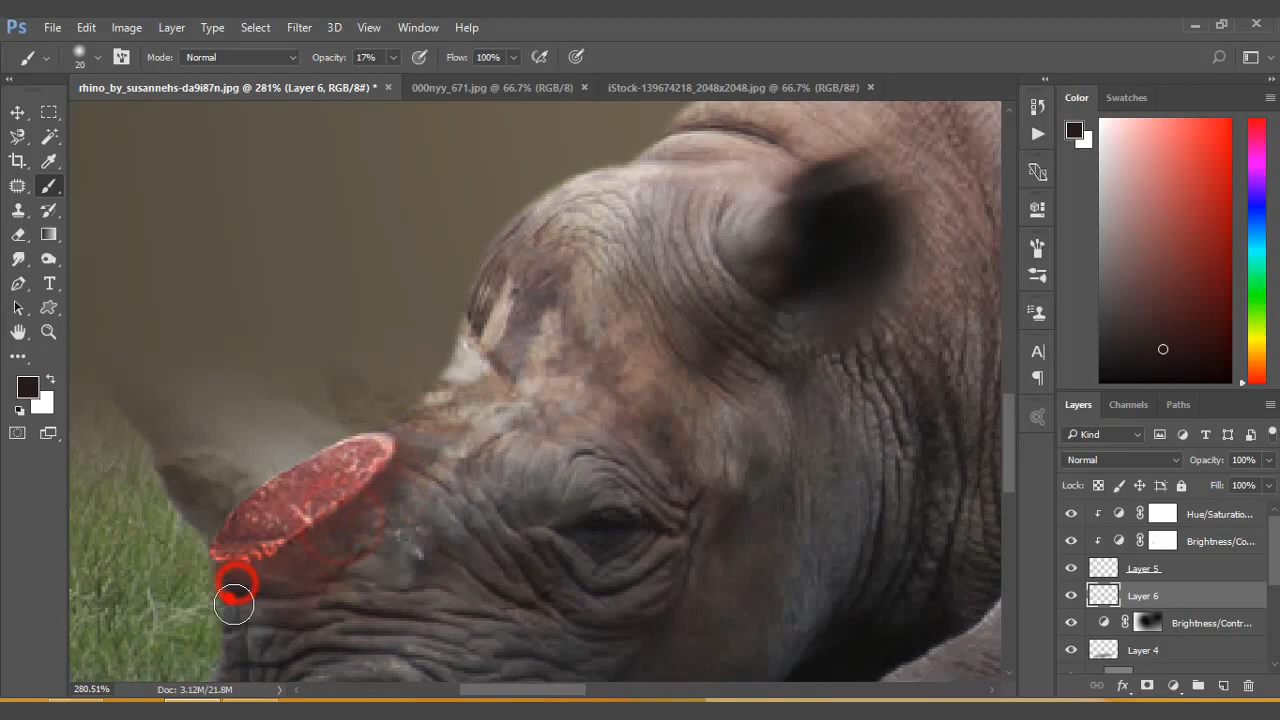 Ps File Edit Image Layer Type Select Filter 3D View Window Help
20 Mode: Normal Opacity: 17% Flow: 100%
rhino_by_susannehs-da9i87n.jpg @ 281% (Layer 6, RGB/8#) * × 000nyy_671.jpg @ 66.7% (RGB/8) × iStock-139674218_2048x2048.jpg @ 66.7% (RGB/8#) ×
Color Swatches
Layers Channels Paths
Kind
Normal Opacity: 100%
Lock: Fill: 100%
Hue/Saturatio...
Brightness/Co...
Layer 5
Layer 6
Brightness/Contr...
Layer 4
280.51% Doc: 3.12M/21.8M